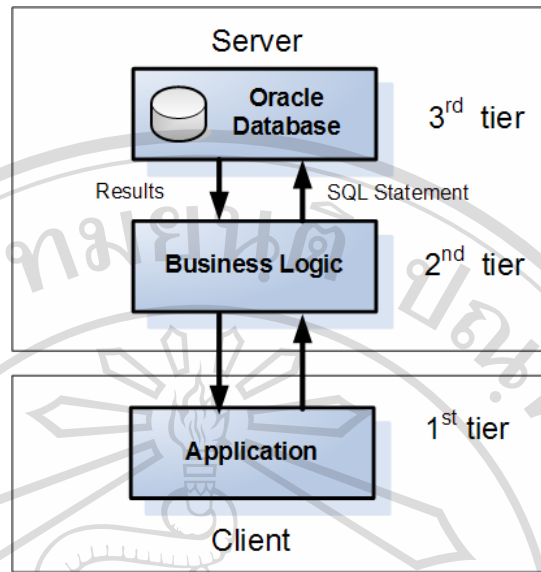 Server
Oracle
Database
3rd tier
Results
SQL Statement
Business Logic
2nd tier
Application
1st tier
Client